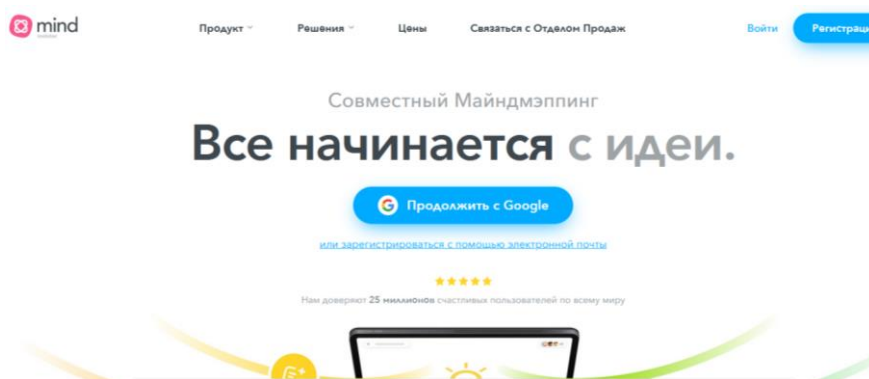 mind
Продукт
Решения
Цены
Связаться с Отделом Продаж
Войти
Регистраци
Совместный Майндмэппинг
Все начинается с идеи.
Продолжить с Google
или зарегистрироваться с помощью электронной почты
Нам доверяют 25 миллионов счастливых пользователей по всему миру